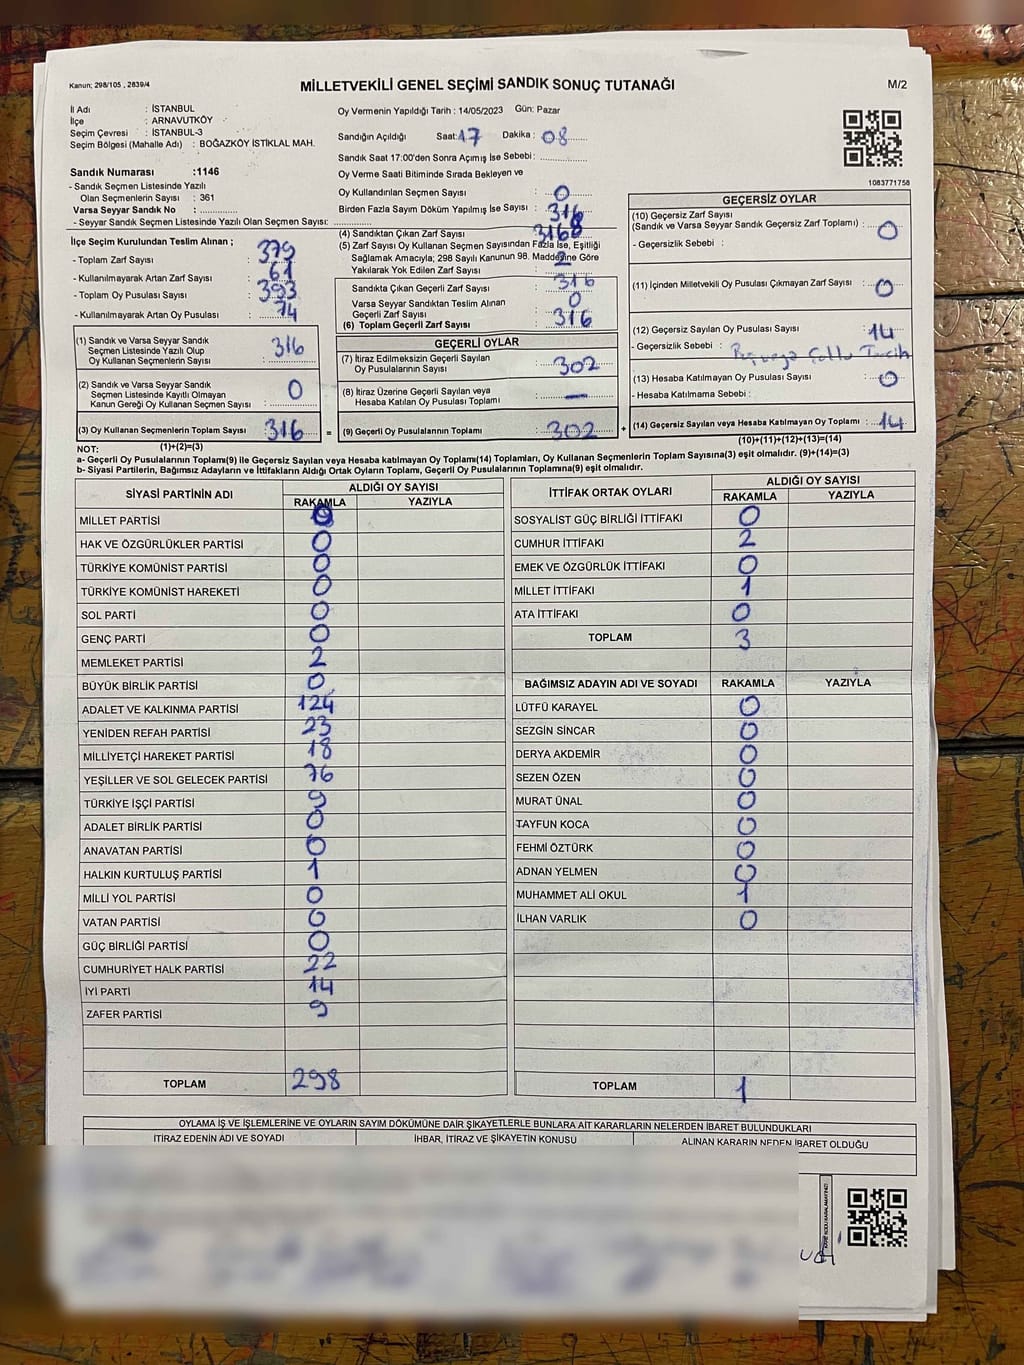 Kanun: 298/105 , 2839/4
MİLLETVEKİLİ GENEL SEÇİMİ SANDIK SONUÇ TUTANAĞI
M/2
İl Adı : İSTANBUL
İlçe : ARNAVUTKÖY
Seçim Çevresi : İSTANBUL-3
Seçim Bölgesi (Mahalle Adı) : BOĞAZKÖY İSTİKLAL MAH.
Sandık Numarası :1146
- Sandık Seçmen Listesinde Yazılı
Olan Seçmenlerin Sayısı : 361
Varsa Seyyar Sandık No :
- Seyyar Sandık Seçmen Listesinde Yazılı Olan Seçmen Sayısı:
Oy Vermenin Yapıldığı Tarih : 14/05/2023 Gün: Pazar
Sandığın Açıldığı Saat: 17 Dakika : 08
Sandık Saat 17:00'den Sonra Açımış İse Sebebi:
Oy Verme Saati Bitiminde Sırada Bekleyen ve
Oy Kullandırılan Seçmen Sayısı : 0
Birden Fazla Sayım Döküm Yapılmış İse Sayısı : 316
1083771758
İlçe Seçim Kurulundan Teslim Alınan ;
- Toplam Zarf Sayısı : 379
- Kullanılmayarak Artan Zarf Sayısı : 61
- Toplam Oy Pusulası Sayısı : 393
- Kullanılmayarak Artan Oy Pusulası : 74
(4) Sandıktan Çıkan Zarf Sayısı : 3168
(5) Zarf Sayısı Oy Kullanan Seçmen Sayısından Fazla İse, Eşitliği
Sağlamak Amacıyla; 298 Sayılı Kanunun 98. Maddesine Göre
Yakılarak Yok Edilen Zarf Sayısı : 2
Sandıkta Çıkan Geçerli Zarf Sayısı : 316
Varsa Seyyar Sandıktan Teslim Alınan
Geçerli Zarf Sayısı : 0
(6) Toplam Geçerli Zarf Sayısı : 316
GEÇERSİZ OYLAR
(10) Geçersiz Zarf Sayısı
(Sandık ve Varsa Seyyar Sandık Geçersiz Zarf Toplamı) : 0
- Geçersizlik Sebebi :
(11) İçinden Milletvekili Oy Pusulası Çıkmayan Zarf Sayısı : 0
(12) Geçersiz Sayılan Oy Pusulası Sayısı : 14
- Geçersizlik Sebebi :
(13) Hesaba Katılmayan Oy Pusulası Sayısı : 0
- Hesaba Katılmama Sebebi :
(14) Geçersiz Sayılan veya Hesaba Katılmayan Oy Toplamı : 14
(10)+(11)+(12)+(13)=(14)
(1) Sandık ve Varsa Seyyar Sandık
Seçmen Listesinde Yazılı Olup
Oy Kullanan Seçmenlerin Sayısı : 316
(2) Sandık ve Varsa Seyyar Sandık
Seçmen Listesinde Kayıtlı Olmayan
Kanun Gereği Oy Kullanan Seçmen Sayısı : 0
(3) Oy Kullanan Seçmenlerin Toplam Sayısı : 316 =
(1)+(2)=(3)
GEÇERLİ OYLAR
(7) İtiraz Edilmeksizin Geçerli Sayılan
Oy Pusulasının Sayısı : 302
(8) İtiraz Üzerine Geçerli Sayılan veya
Hesaba Katılan Oy Pusulası Toplamı : —
(9) Geçerli Oy Pusulalarının Toplamı : 302 +
NOT:
a- Geçerli Oy Pusulasının Toplamı(9) ile Geçersiz Sayılan veya Hesaba katılmayan Oy Toplamı(14) Toplamları, Oy Kullanan Seçmenlerin Toplam Sayısına(3) eşit olmalıdır. (9)+(14)=(3)
b- Siyasi Partilerin, Bağımsız Adayların ve İttifakların Aldığı Ortak Oyların Toplamı, Geçerli Oy Pusulalarının Toplamına(9) eşit olmalıdır.
SİYASİ PARTİNİN ADI ALDIĞI OY SAYISI
RAKAMLA YAZIYLA
MİLLET PARTİSİ 0
HAK VE ÖZGÜRLÜKLER PARTİSİ 0
TÜRKİYE KOMÜNİST PARTİSİ 0
TÜRKİYE KOMÜNİST HAREKETİ 0
SOL PARTİ 0
GENÇ PARTİ 0
MEMLEKET PARTİSİ 2
BÜYÜK BİRLİK PARTİSİ 0
ADALET VE KALKINMA PARTİSİ 124
YENİDEN REFAH PARTİSİ 23
MİLLİYETÇİ HAREKET PARTİSİ 18
YEŞİLLER VE SOL GELECEK PARTİSİ 76
TÜRKİYE İŞÇİ PARTİSİ 9
ADALET BİRLİK PARTİSİ 0
ANAVATAN PARTİSİ 0
HALKIN KURTULUŞ PARTİSİ 1
MİLLİ YOL PARTİSİ 0
VATAN PARTİSİ 0
GÜÇ BİRLİĞİ PARTİSİ 0
CUMHURİYET HALK PARTİSİ 22
İYİ PARTİ 14
ZAFER PARTİSİ 9
TOPLAM 298
İTTİFAK ORTAK OYLARI ALDIĞI OY SAYISI
RAKAMLA YAZIYLA
SOSYALİST GÜÇ BİRLİĞİ İTTİFAKI 0
CUMHUR İTTİFAKI 2
EMEK VE ÖZGÜRLÜK İTTİFAKI 0
MİLLET İTTİFAKI 1
ATA İTTİFAKI 0
TOPLAM 3
BAĞIMSIZ ADAYIN ADI VE SOYADI RAKAMLA YAZIYLA
LÜTFÜ KARAYEL 0
SEZGİN SİNCAR 0
DERYA AKDEMİR 0
SEZEN ÖZEN 0
MURAT ÜNAL 0
TAYFUN KOCA 0
FEHMİ ÖZTÜRK 0
ADNAN YELMEN 0
MUHAMMET ALİ OKUL 1
İLHAN VARLIK 0
TOPLAM 1
OYLAMA İŞ VE İŞLEMLERİNE VE OYLARIN SAYIM DÖKÜMÜNE DAİR ŞİKAYETLERLE BUNLARA AİT KARARLARIN NELERDEN İBARET BULUNDUKLARI
İTİRAZ EDENİN ADI VE SOYADI İHBAR, İTİRAZ VE ŞİKAYETİN KONUSU ALINAN KARARIN NEDEN İBARET OLDUĞU